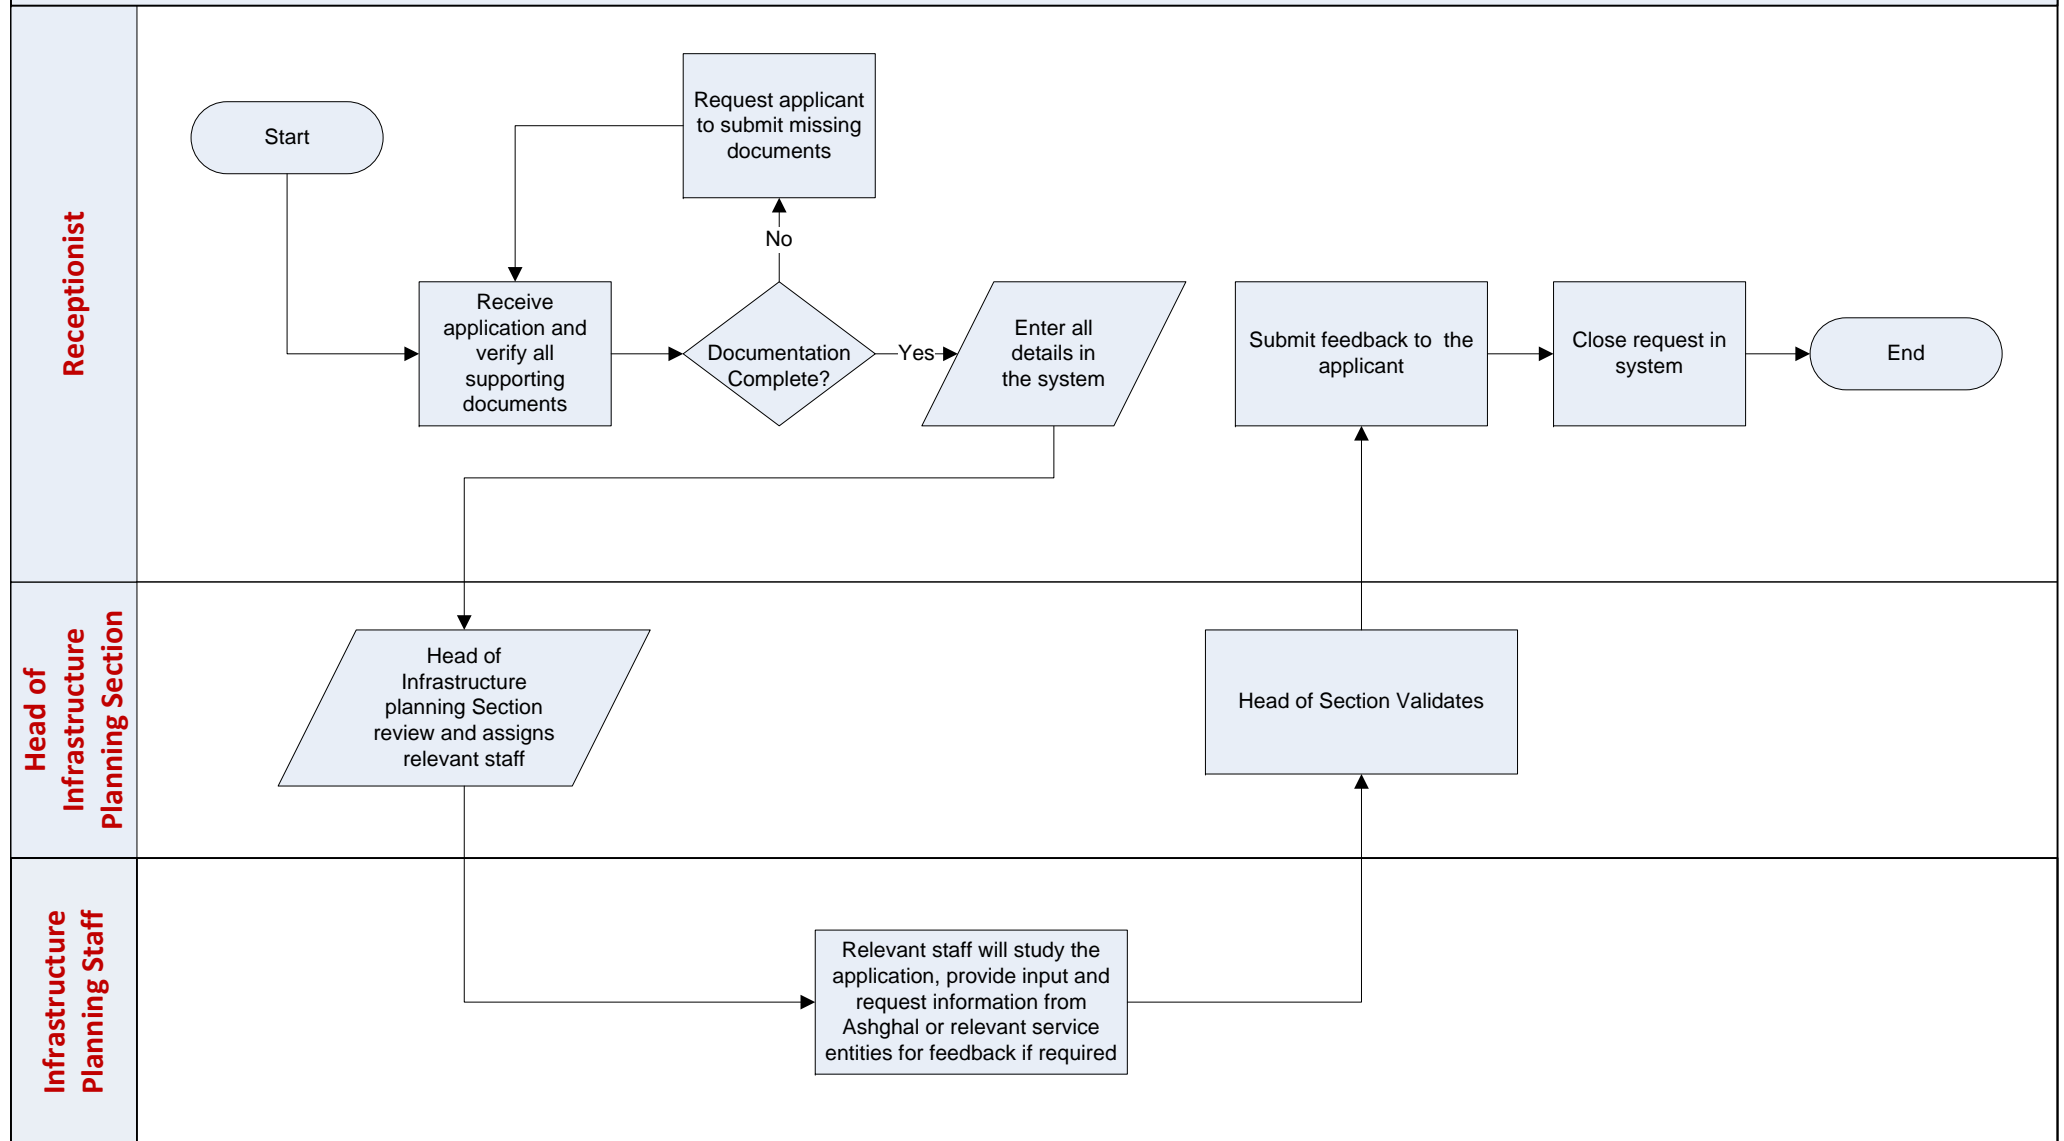 Receptionist
Start
Request applicant
to submit missing
documents
No
Receive
application and
verify all
supporting
documents
Documentation
Complete?
Yes
Enter all
details in
the system
Submit feedback to  the
applicant
Close request in
system
End
Head of
Infrastructure
Planning Section
Head of
Infrastructure
planning Section
review and assigns
relevant staff
Head of Section Validates
Infrastructure
Planning Staff
Relevant staff will study the
application, provide input and
request information from
Ashghal or relevant service
entities for feedback if required